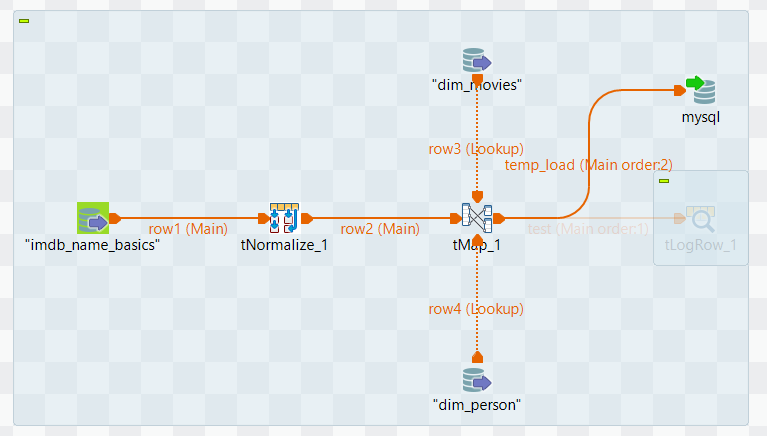 "dim_movies"
mysql
row3 (Lookup)
temp_load (Main order:2)
row1 (Main)
row2 (Main)
test (Main order:1)
"imdb_name_basics"
tNormalize_1
tMap_1
tLogRow_1
row4 (Lookup)
"dim_person"